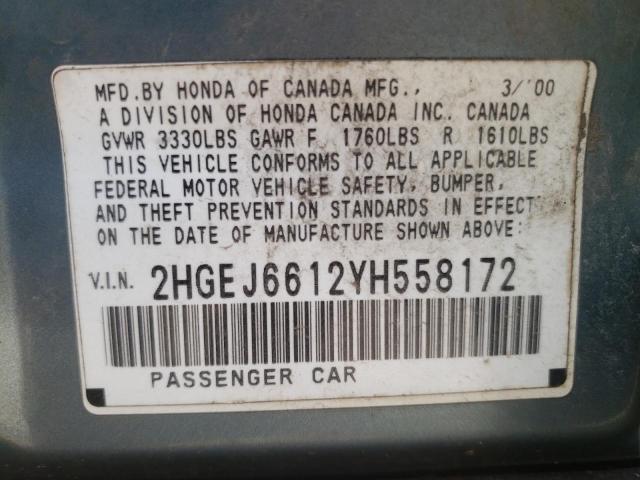 MFD.BY HONDA OF CANADA MFG., 3/'00
A DIVISION OF HONDA CANADA INC. CANADA
GVWR 3330LBS GAWR F 1760LBS R 1610LBS
THIS VEHICLE CONFORMS TO ALL APPLICABLE
FEDERAL MOTOR VEHICLE SAFETY, BUMPER,
AND THEFT PREVENTION STANDARDS IN EFFECT
ON THE DATE OF MANUFACTURE SHOWN ABOVE:
V.I.N. 2HGEJ6612YH558172
PASSENGER CAR